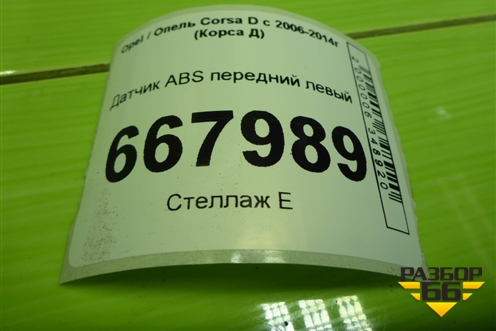 Opel / Опель Corsa D с 2006-2014г
(Корса Д)
Датчик ABS передний левый
667989
Стеллаж Е
РАЗБОР
66